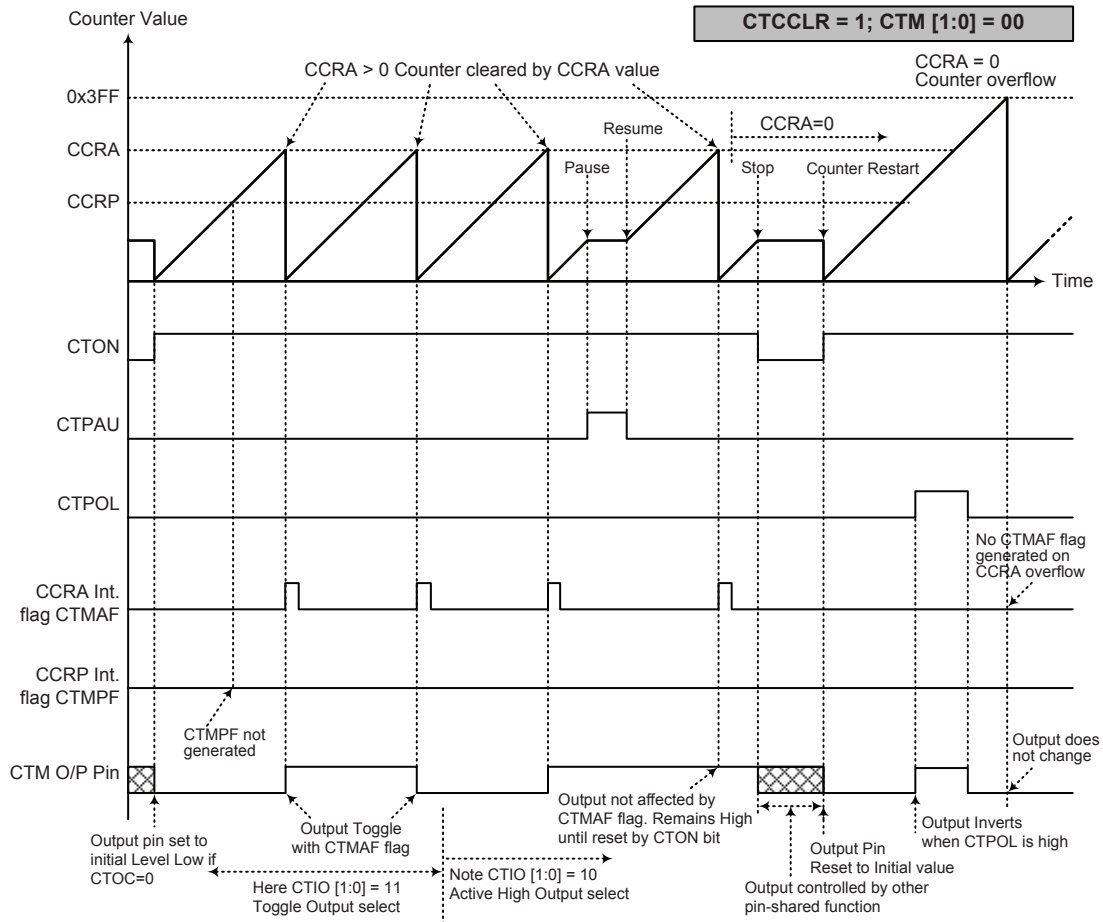 Counter Value
CTCCLR = 1; CTM [1:0] = 00
CCRA > 0 Counter cleared by CCRA value
CCRA = 0
Counter overflow
0x3FF
CCRA=0
Resume
CCRA
Pause
Stop
Counter Restart
CCRP
Time
CTON
CTPAU
CTPOL
No CTMAF flag
generated on
CCRA overflow
CCRA Int.
flag CTMAF
CCRP Int.
flag CTMPF
CTMPF not
generated
Output does
not change
CTM O/P Pin
Output pin set to
initial Level Low if
CTOC=0
Output Toggle
with CTMAF flag
Output not affected by
CTMAF flag. Remains High
until reset by CTON bit
Output Inverts
when CTPOL is high
Output Pin
Reset to Initial value
Here CTIO [1:0] = 11
Toggle Output select
Note CTIO [1:0] = 10
Active High Output select
Output controlled by other
pin-shared function